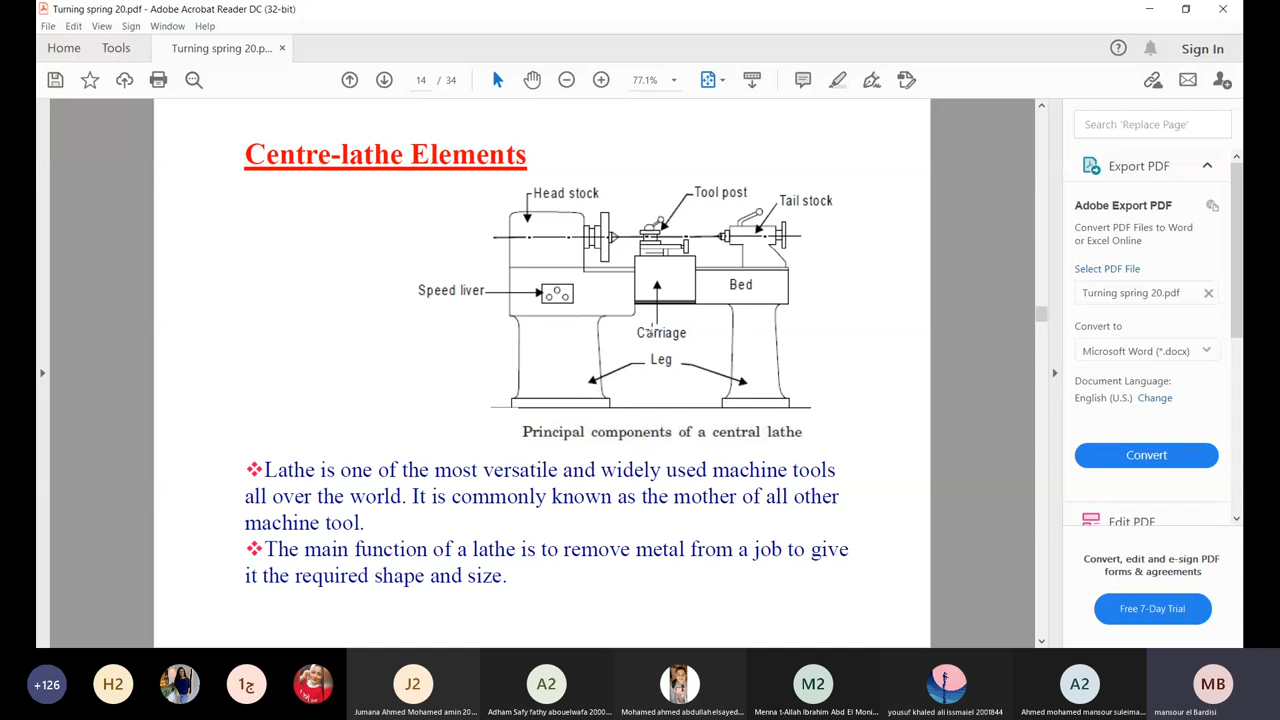 Turning spring 20.pdf - Adobe Acrobat Reader DC (32-bit)
File Edit View Sign Window Help
Home Tools Turning spring 20.p... × Sign In
14 / 34 77.1%
Centre-lathe Elements
Head stock
Tool post
Tail stock
Speed liver
Bed
Carriage
Leg
Principal components of a central lathe
❖Lathe is one of the most versatile and widely used machine tools
all over the world. It is commonly known as the mother of all other
machine tool.
❖The main function of a lathe is to remove metal from a job to give
it the required shape and size.
Search 'Replace Page'
Export PDF
Adobe Export PDF
Convert PDF Files to Word
or Excel Online
Select PDF File
Turning spring 20.pdf
Convert to
Microsoft Word (*.docx)
Document Language:
English (U.S.) Change
Convert
Edit PDF
Convert, edit and e-sign PDF
forms & agreements
Free 7-Day Trial
+126 H2 ج1 J2 A2 M2 A2 MB
Jumana Ahmed Mohamed amin 20... Adham Safy fathy abouelwafa 2000... Mohamed ahmed abdullah elsayed... Menna t-Allah Ibrahim Abd El Moni... yousuf khaled ali issmaiel 2001844 Ahmed mohamed mansour suleima... mansour el Bardisi